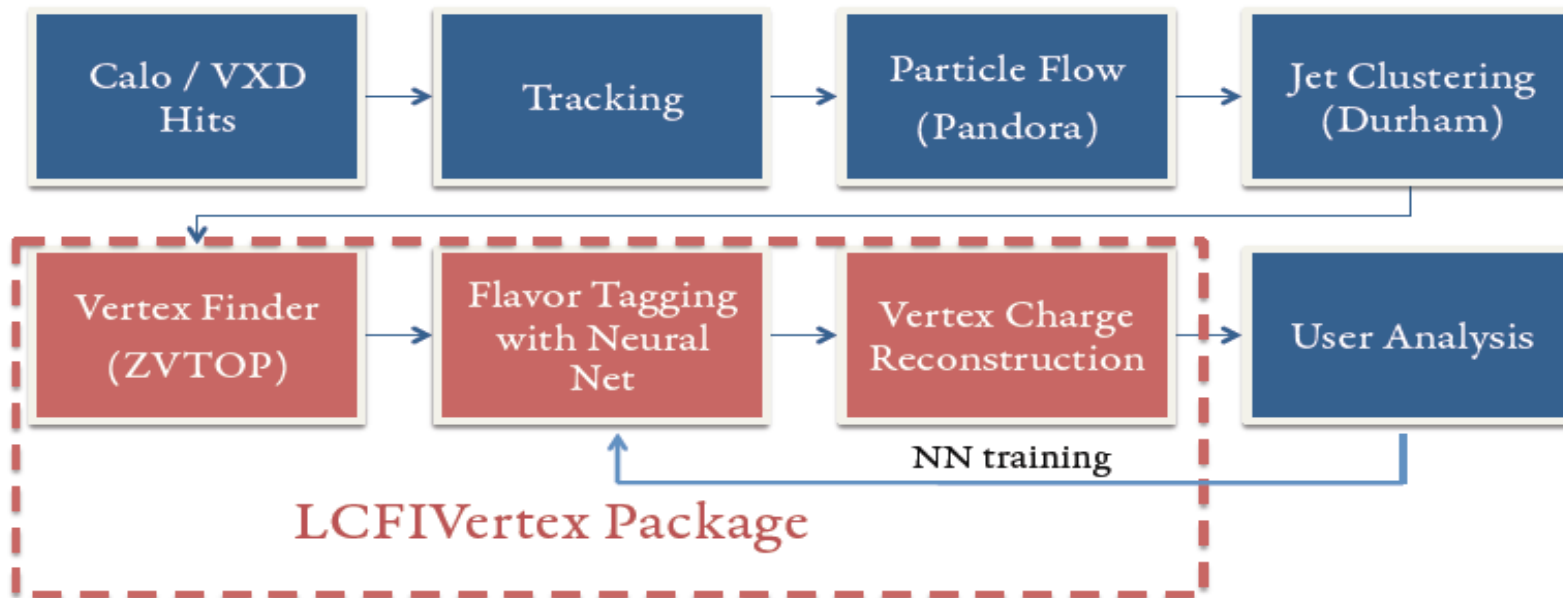 Calo / VXD
Hits
Tracking
Particle Flow
(Pandora)
Jet Clustering
(Durham)
Vertex Finder
(ZVTOP)
Flavor Tagging
with Neural
Net
Vertex Charge
Reconstruction
User Analysis
NN training
LCFIVertex Package